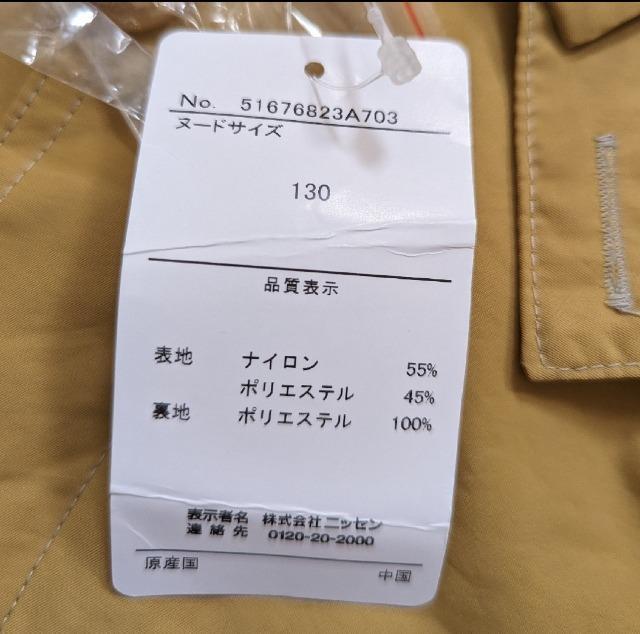 No. 51676823A703
ヌードサイズ
130
品質表示
表地 ナイロン 55%
ポリエステル 45%
裏地 ポリエステル 100%
表示者名 株式会社ニッセン
連絡先 0120-20-2000
原産国 中国